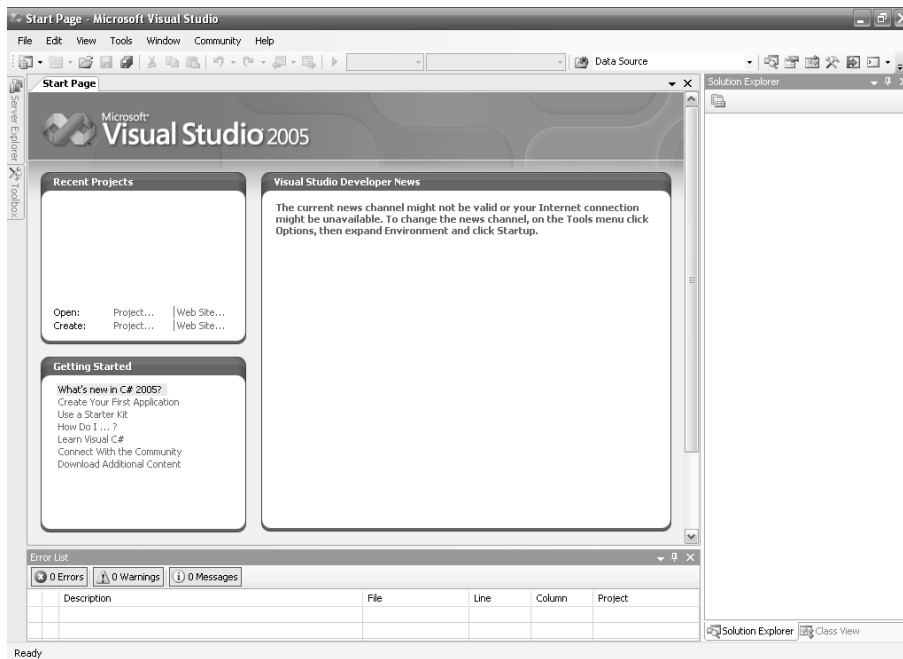 Start Page - Microsoft Visual Studio
File Edit View Tools Window Community Help
Data Source
Server Explorer
Toolbox
Start Page
Microsoft
Visual Studio 2005
Recent Projects
Open: Project... | Web Site...
Create: Project... | Web Site...
Getting Started
What's new in C# 2005?
Create Your First Application
Use a Starter Kit
How Do I ... ?
Learn Visual C#
Connect With the Community
Download Additional Content
Visual Studio Developer News
The current news channel might not be valid or your Internet connection
might be unavailable. To change the news channel, on the Tools menu click
Options, then expand Environment and click Startup.
Solution Explorer
Error List
0 Errors 0 Warnings 0 Messages
Description File Line Column Project
Solution Explorer Class View
Ready